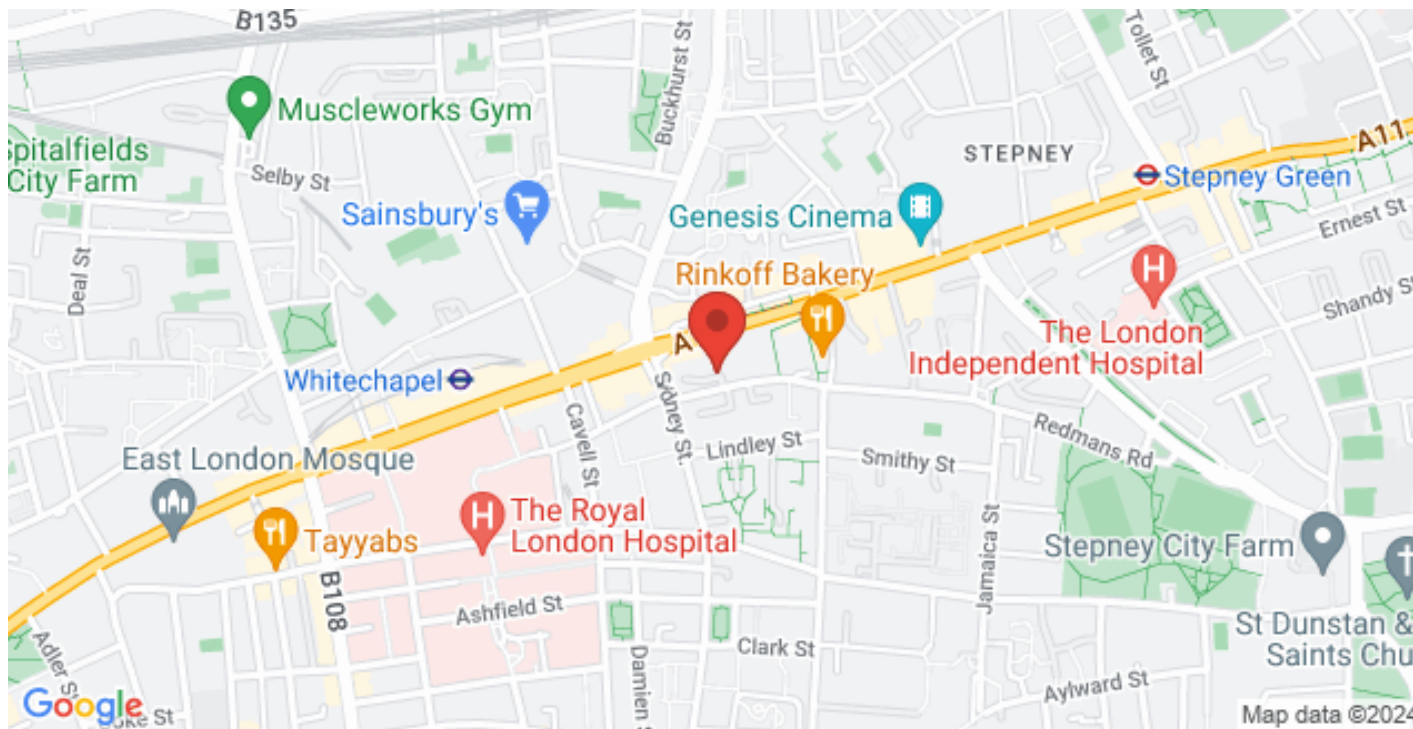 B135
Buckhurst St
Tollet St
Muscleworks Gym
A11
Spitalfields
City Farm
STEPNEY
Selby St
Stepney Green
Sainsbury's
Genesis Cinema
Ernest St
Deal St
Rinkoff Bakery
Shandy St
The London
Independent Hospital
A
Whitechapel
Sidney St.
Cavell St
Lindley St
Redmans Rd
East London Mosque
Smithy St
The Royal
London Hospital
Tayyabs
Jamaica St
Stepney City Farm
B108
Ashfield St
St Dunstan &
Saints Chu
Clark St
Adler St
Damien S
Aylward St
Google
oke St
Map data ©2024